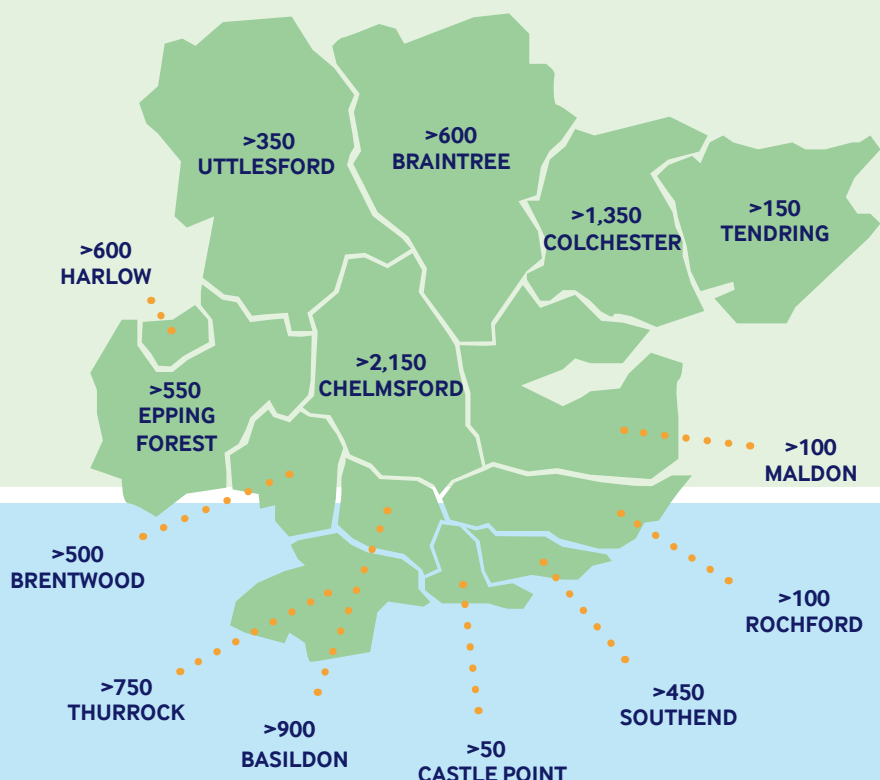 >350
UTTLESFORD
>600
BRAINTREE
>1,350
COLCHESTER
>150
TENDRING
>600
HARLOW
>2,150
CHELMSFORD
>550
EPPING
FOREST
>100
MALDON
>500
BRENTWOOD
>100
ROCHFORD
>750
THURROCK
>450
SOUTHEND
>900
BASILDON
>50
CASTLE POINT